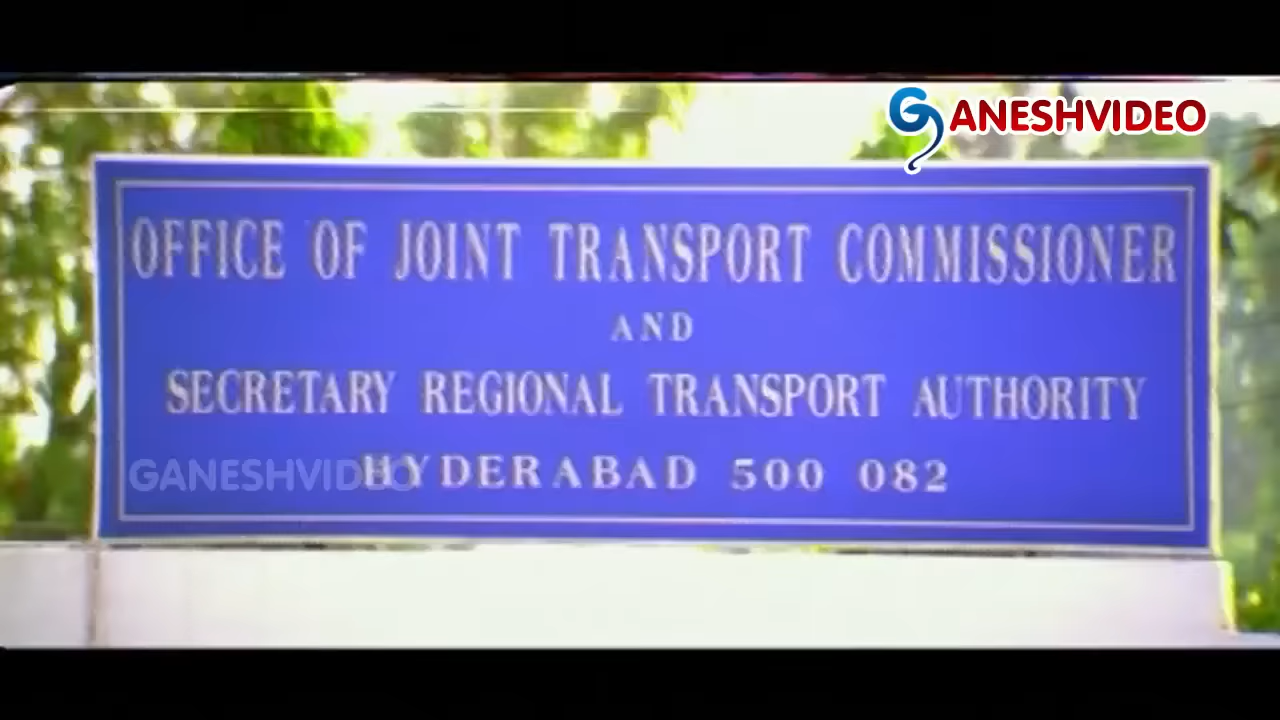 GANESHVIDEO
OFFICE OF JOINT TRANSPORT COMMISSIONER
AND
SECRETARY REGIONAL TRANSPORT AUTHORITY
HYDERABAD 500 082
GANESHVIDEO